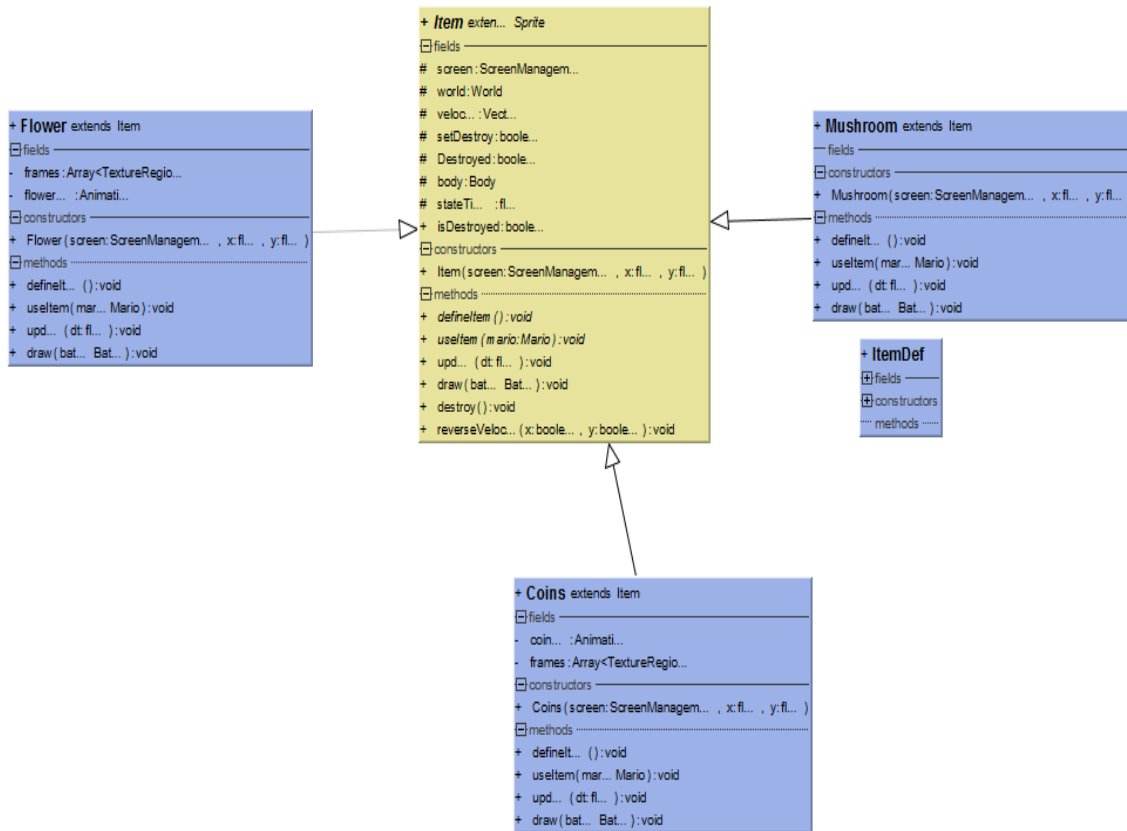 + Item exten... Sprite
fields
# screen:ScreenManagem...
# world:World
# veloc... :Vect...
# setDestroy:boole...
# Destroyed:boole...
# body:Body
# stateTi... :fl...
+ isDestroyed:boole...
constructors
+ Item(screen:ScreenManagem... , x:fl... , y:fl... )
methods
+ defineItem():void
+ useItem(mario:Mario):void
+ upd... (dt:fl... ):void
+ draw(bat... Bat... ):void
+ destroy():void
+ reverseVeloc... (x:boole... , y:boole... ):void
+ Flower extends Item
fields
- frames:Array<TextureRegio...
- flower... :Animati...
constructors
+ Flower(screen:ScreenManagem... , x:fl... , y:fl... )
methods
+ defineIt... ():void
+ useItem(mar... Mario):void
+ upd... (dt:fl... ):void
+ draw(bat... Bat... ):void
+ Mushroom extends Item
fields
constructors
+ Mushroom(screen:ScreenManagem... , x:fl... , y:fl...
methods
+ defineIt... ():void
+ useItem(mar... Mario):void
+ upd... (dt:fl... ):void
+ draw(bat... Bat... ):void
+ ItemDef
fields
constructors
methods
+ Coins extends Item
fields
- coin... :Animati...
- frames:Array<TextureRegio...
constructors
+ Coins(screen:ScreenManagem... , x:fl... , y:fl... )
methods
+ defineIt... ():void
+ useItem(mar... Mario):void
+ upd... (dt:fl... ):void
+ draw(bat... Bat... ):void